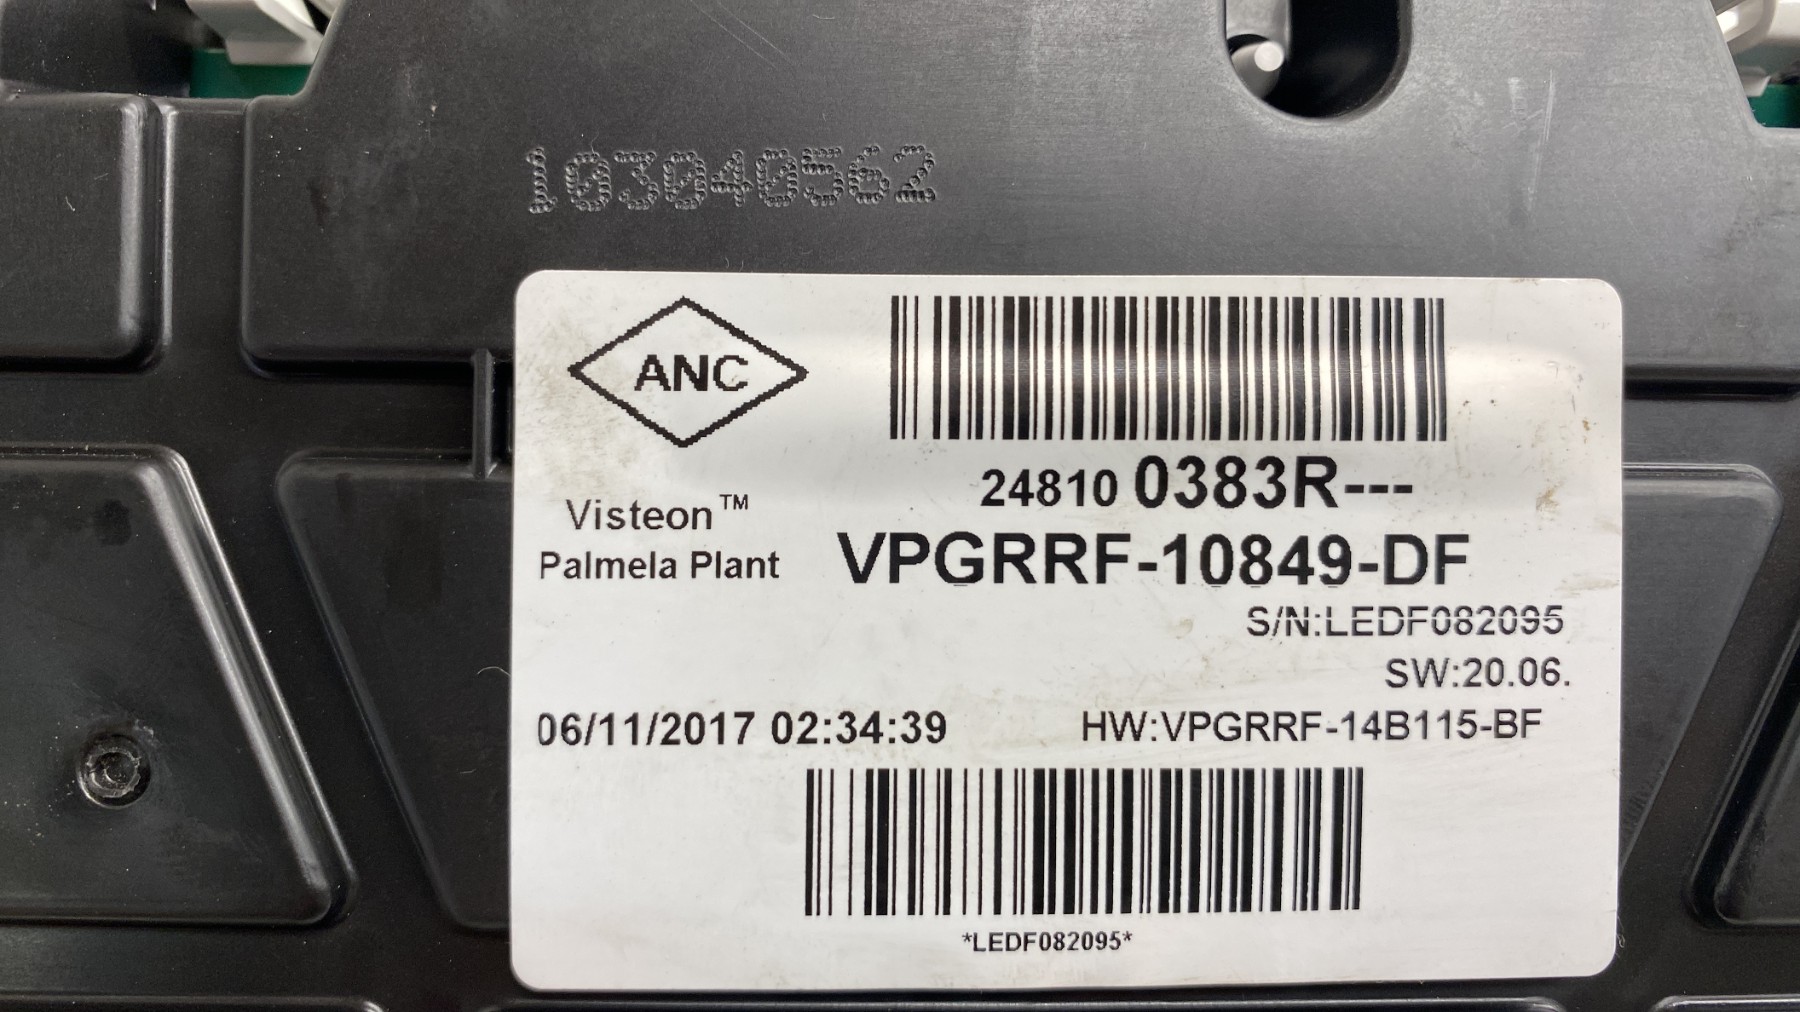 103040562
ANC
24810 0383R---
Visteon™
Palmela Plant
VPGRRF-10849-DF
S/N:LEDF082095
SW:20.06.
06/11/2017 02:34:39
HW:VPGRRF-14B115-BF
*LEDF082095*